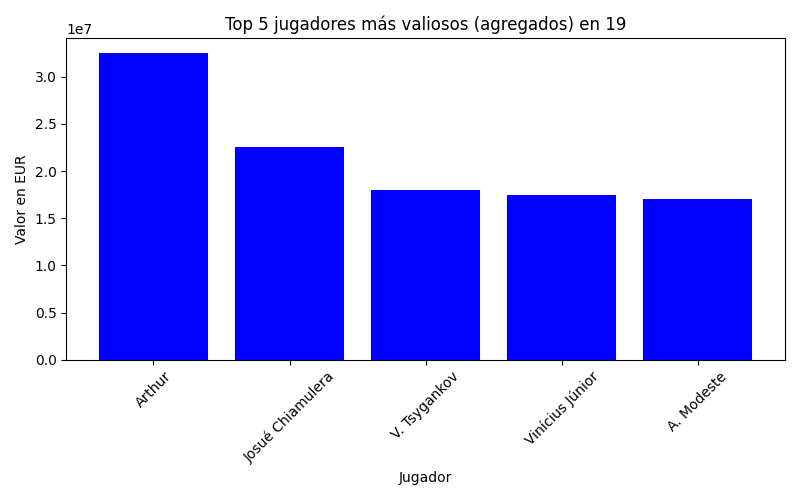 Top 5 jugadores más valiosos (agregados) en 19
1e7
3.0
2.5
2.0
1.5
1.0
0.5
0.0
Valor en EUR
Arthur
Josué Chiamulera
V. Tsygankov
Vinícius Júnior
A. Modeste
Jugador